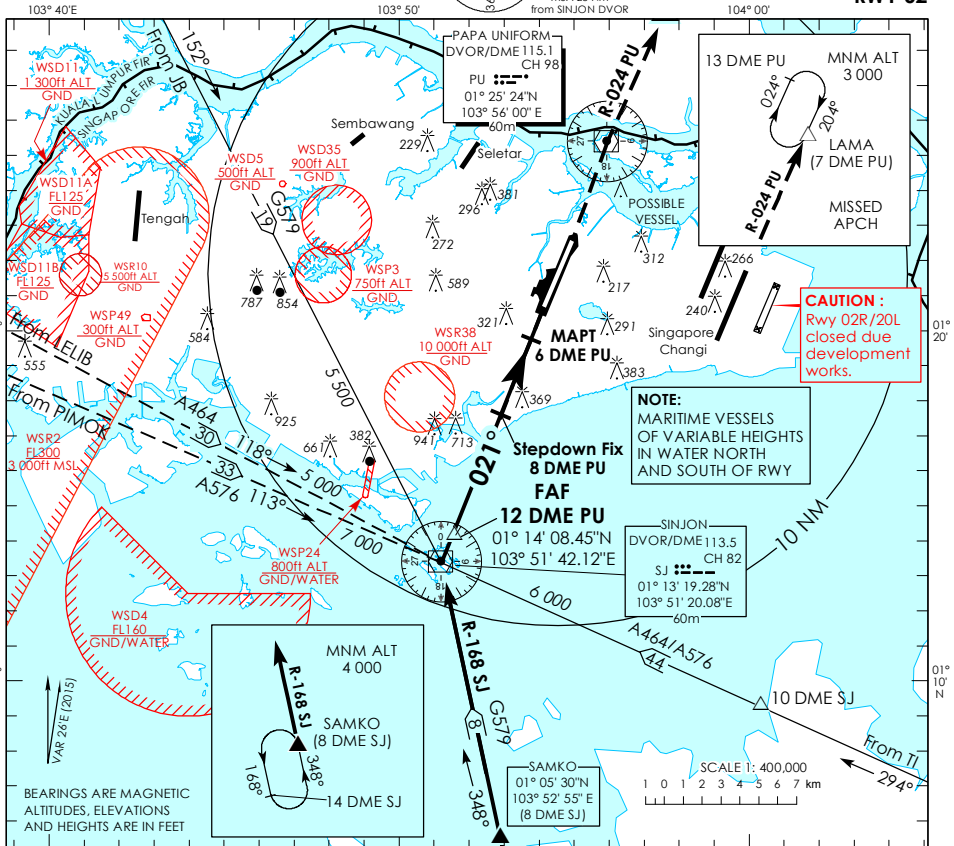 103° 40'E
103° 50'
36
from SINJON DVOR
104° 00'
152°
From JB
WSD11
1 300ft ALT
GND
KUALA LUMPUR FIR
SINGAPORE FIR
PAPA UNIFORM
DVOR/DME 115.1
CH 98
PU
01° 25' 24"N
103° 56' 00" E
60m
R-024 PU
13 DME PU
MNM ALT
3 000
024°
204°
LAMA
(7 DME PU)
R-024 PU
MISSED
APCH
Sembawang
229
Seletar
27
9
18
WSD35
900ft ALT
GND
WSD5
500ft ALT
GND
WSD11A
FL125
GND
Tengah
G579
19
381
296
POSSIBLE
VESSEL
272
312
WSD11B
FL125
GND
WSR10
5 500ft ALT
GND
WSP3
750ft ALT
GND
787
854
589
217
266
240
CAUTION :
Rwy 02R/20L
closed due
development
works.
WSP49
300ft ALT
GND
584
321
291
Singapore
Changi
01°
20'
From LELIB
555
WSR38
10 000ft ALT
GND
MAPT
6 DME PU
383
5 500
369
From PIMOK
A464
30
118°
5 000
925
661
382
941
713
021°
NOTE:
MARITIME VESSELS
OF VARIABLE HEIGHTS
IN WATER NORTH
AND SOUTH OF RWY
WSR2
FL300
3 000ft MSL
33
A576
113°
7 000
Stepdown Fix
8 DME PU
FAF
12 DME PU
01° 14' 08.45"N
103° 51' 42.12"E
10 NM
WSP24
800ft ALT
GND/WATER
0
27
9
18
SINJON
DVOR/DME 113.5
CH 82
SJ
01° 13' 19.28"N
103° 51' 20.08"E
60m
6 000
WSD4
FL160
GND/WATER
A464/A576
44
MNM ALT
4 000
R-168 SJ
SAMKO
(8 DME SJ)
168°
348°
14 DME SJ
R-168 SJ
G579
8
348°
01°
10'
N
10 DME SJ
From TI
294°
VAR 26'E (2015)
SAMKO
01° 05' 30"N
103° 52' 55" E
(8 DME SJ)
SCALE 1: 400,000
1 0 1 2 3 4 5 6 7 km
BEARINGS ARE MAGNETIC
ALTITUDES, ELEVATIONS
AND HEIGHTS ARE IN FEET